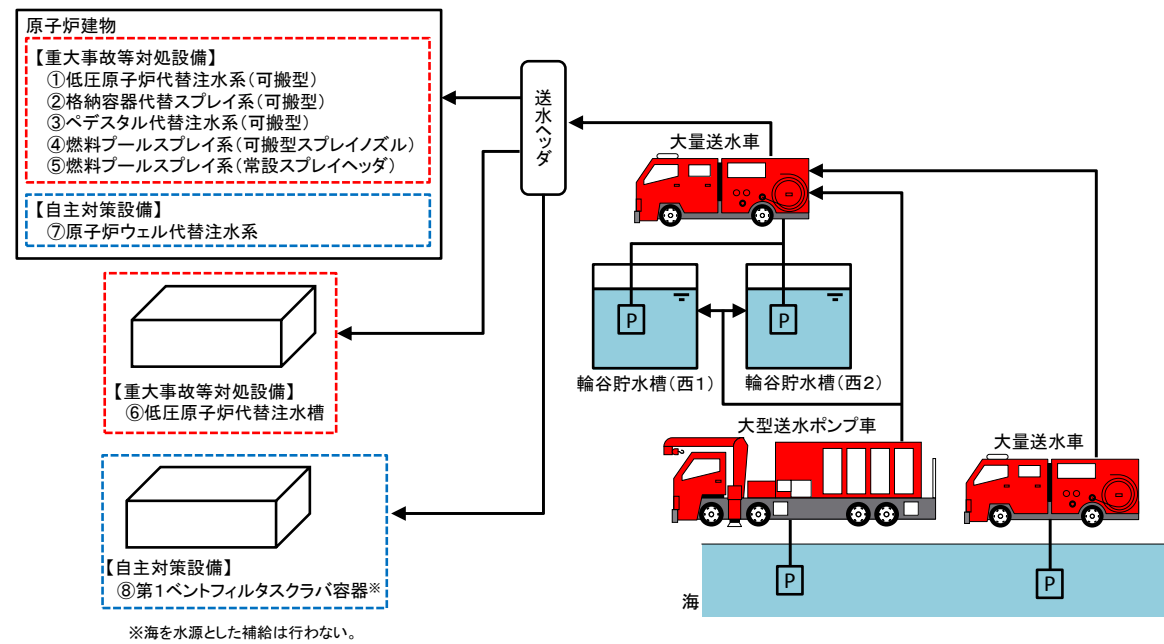 原子炉建物
【重大事故等対処設備】
①低圧原子炉代替注水系(可搬型)
②格納容器代替スプレイ系(可搬型)
③ペデスタル代替注水系(可搬型)
④燃料プールスプレイ系(可搬型スプレイノズル)
⑤燃料プールスプレイ系(常設スプレイヘッダ)
【自主対策設備】
⑦原子炉ウェル代替注水系
送水ヘッダ
大量送水車
P
P
輪谷貯水槽(西1)
輪谷貯水槽(西2)
【重大事故等対処設備】
⑥低圧原子炉代替注水槽
大型送水ポンプ車
大量送水車
【自主対策設備】
⑧第1ベントフィルタスクラバ容器※
P
P
海
※海を水源とした補給は行わない。